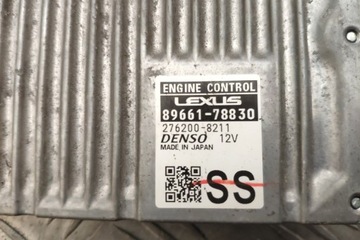 ENGINE CONTROL
LEXUS
89661-78830
276200-8211
DENSO 12V
MADE IN JAPAN
SS